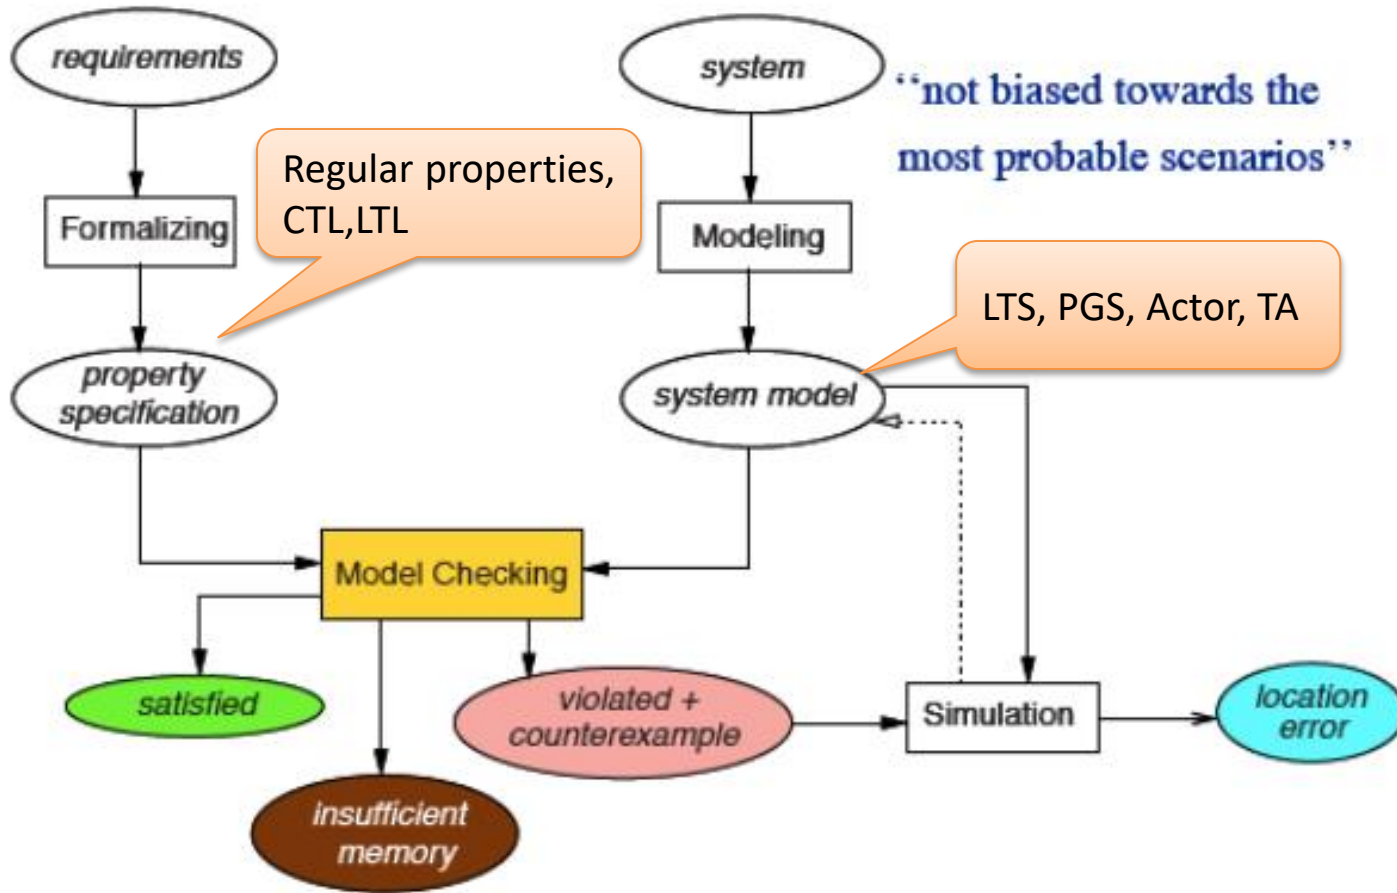 requirements
system
“not biased towards the
most probable scenarios”
Regular properties,
CTL,LTL
Formalizing
Modeling
LTS, PGS, Actor, TA
property
specification
system model
Model Checking
satisfied
violated +
counterexample
Simulation
location
error
insufficient
memory